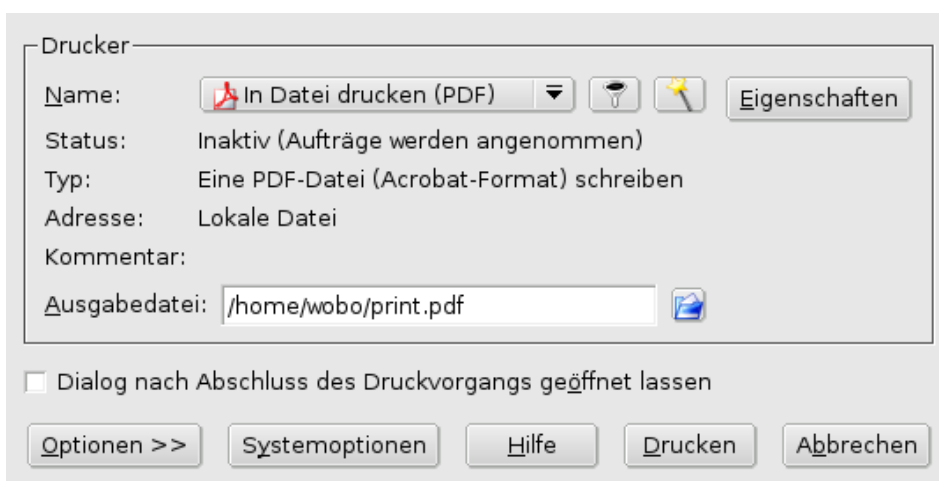 Drucker
Name: In Datei drucken (PDF) Eigenschaften
Status: Inaktiv (Aufträge werden angenommen)
Typ: Eine PDF-Datei (Acrobat-Format) schreiben
Adresse: Lokale Datei
Kommentar:
Ausgabedatei: /home/wobo/print.pdf
Dialog nach Abschluss des Druckvorgangs geöffnet lassen
Optionen >> Systemoptionen Hilfe Drucken Abbrechen